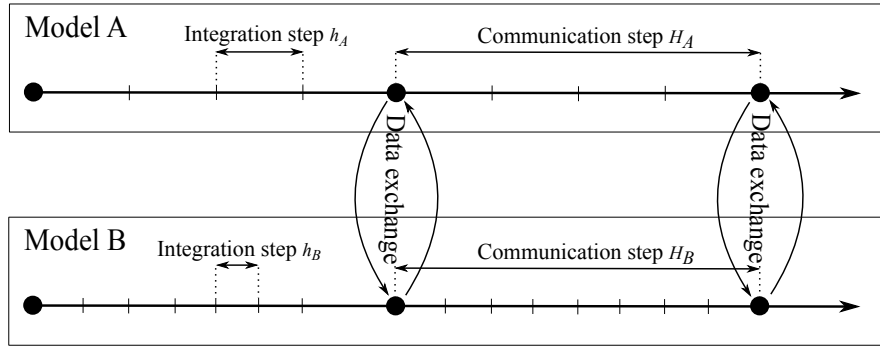 Model A
Integration step h_A
Communication step H_A
Data exchange
Data exchange
Model B
Integration step h_B
Communication step H_B